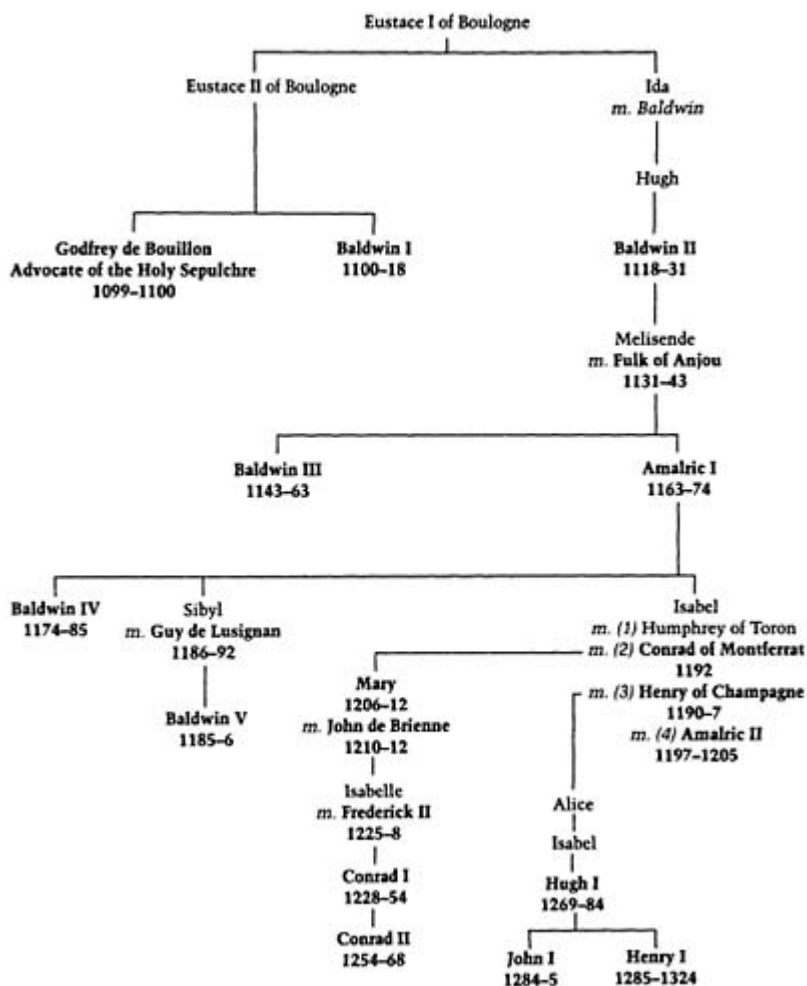 Eustace I of Boulogne
Eustace II of Boulogne
Ida
m. Baldwin
Hugh
Godfrey de Bouillon
Advocate of the Holy Sepulchre
1099–1100
Baldwin I
1100–18
Baldwin II
1118–31
Melisende
m. Fulk of Anjou
1131–43
Baldwin III
1143–63
Amalric I
1163–74
Baldwin IV
1174–85
Sibyl
m. Guy de Lusignan
1186–92
Baldwin V
1185–6
Isabel
m. (1) Humphrey of Toron
m. (2) Conrad of Montferrat
1192
m. (3) Henry of Champagne
1190–7
m. (4) Amalric II
1197–1205
Mary
1206–12
m. John de Brienne
1210–12
Isabelle
m. Frederick II
1225–8
Conrad I
1228–54
Conrad II
1254–68
Alice
Isabel
Hugh I
1269–84
John I
1284–5
Henry I
1285–1324